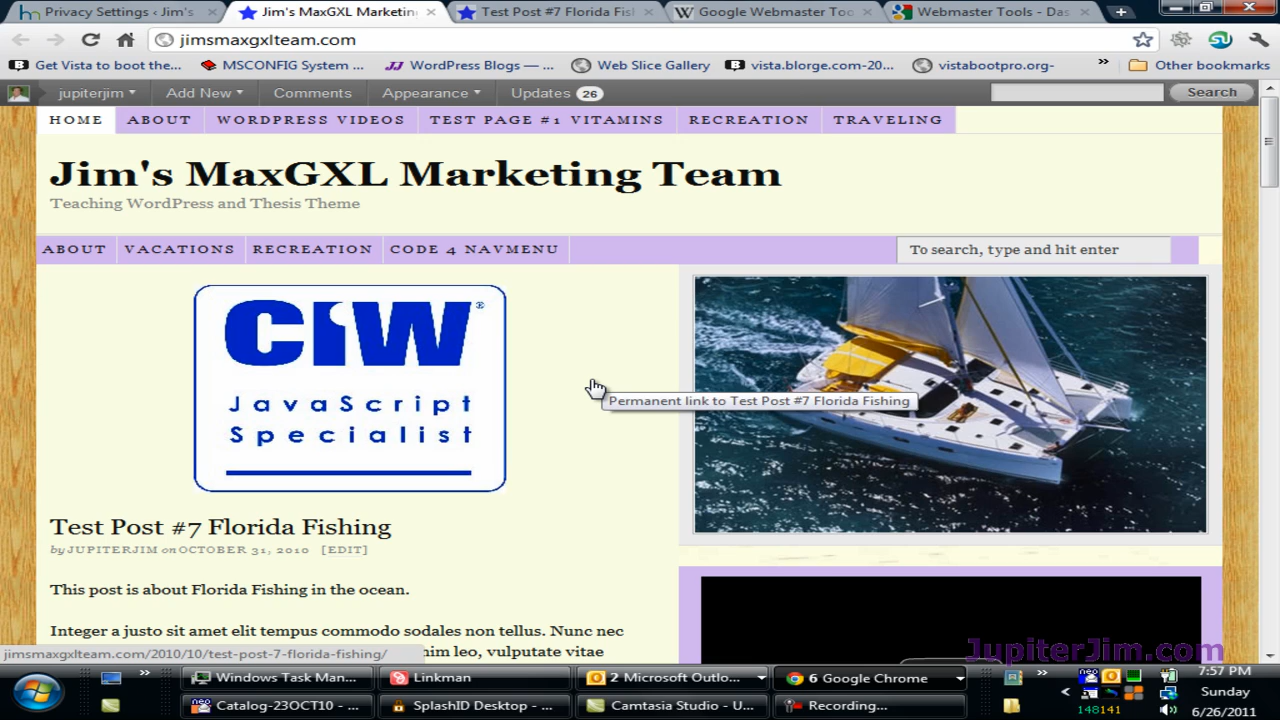 Privacy Settings ‹ Jim's
Jim's MaxGXL Marketin
Test Post #7 Florida Fis
Google Webmaster Too
Webmaster Tools - Das
jimsmaxgxlteam.com
Get Vista to boot the...
MSCONFIG System ...
WordPress Blogs — ...
Web Slice Gallery
vista.blorge.com-20...
vistabootpro.org-
Other bookmarks
jupiterjim
Add New
Comments
Appearance
Updates 26
Search
HOME
ABOUT
WORDPRESS VIDEOS
TEST PAGE #1 VITAMINS
RECREATION
TRAVELING
Jim's MaxGXL Marketing Team
Teaching WordPress and Thesis Theme
ABOUT
VACATIONS
RECREATION
CODE 4 NAVMENU
To search, type and hit enter
CIW®
JavaScript
Specialist
Permanent link to Test Post #7 Florida Fishing
Test Post #7 Florida Fishing
by JUPITERJIM on OCTOBER 31, 2010 [EDIT]
This post is about Florida Fishing in the ocean.
Integer a justo sit amet elit tempus commodo sodales non tellus. Nunc nec
leo, vulputate vitae
jimsmaxgxlteam.com/2010/10/test-post-7-florida-fishing/
JupiterJim.com
Windows Task Man...
Linkman
2 Microsoft Outlo...
6 Google Chrome
7:57 PM
Catalog-23OCT10 - ...
SplashID Desktop - ...
Camtasia Studio - U...
Recording...
Sunday
148141
6/26/2011